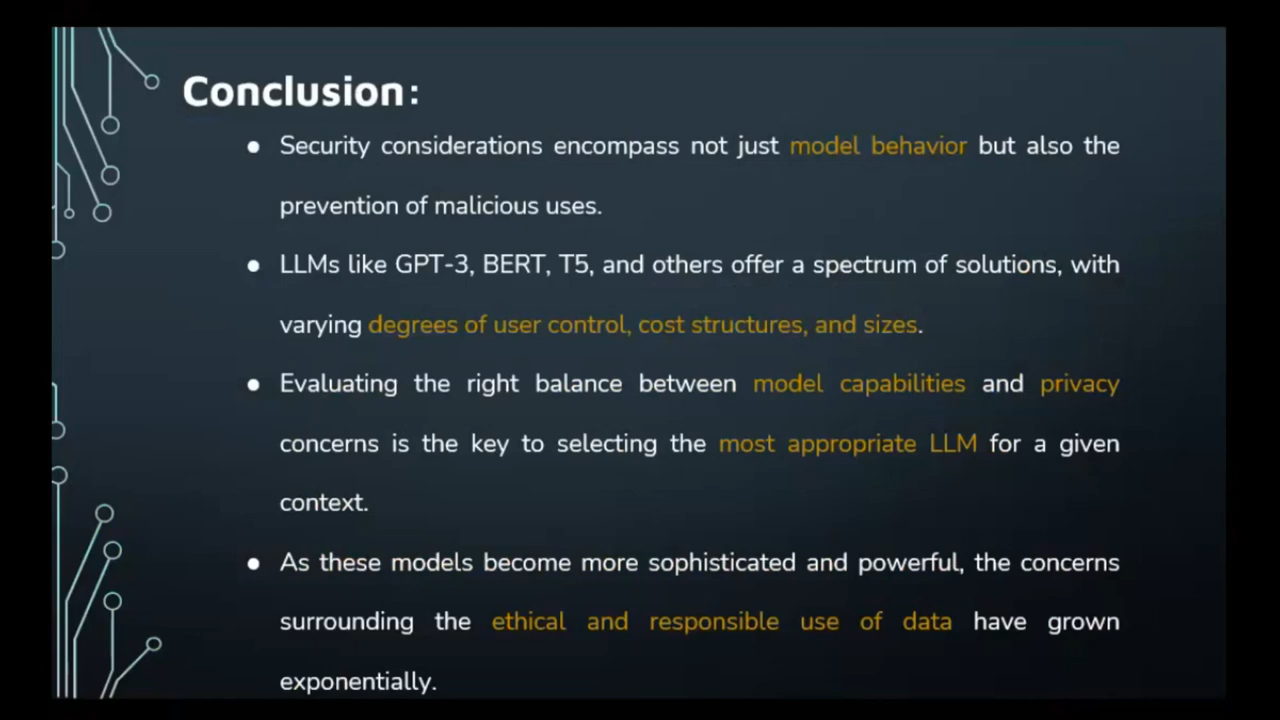 Conclusion:
● Security considerations encompass not just model behavior but also the
prevention of malicious uses.
● LLMs like GPT-3, BERT, T5, and others offer a spectrum of solutions, with
varying degrees of user control, cost structures, and sizes.
● Evaluating the right balance between model capabilities and privacy
concerns is the key to selecting the most appropriate LLM for a given
context.
● As these models become more sophisticated and powerful, the concerns
surrounding the ethical and responsible use of data have grown
exponentially.